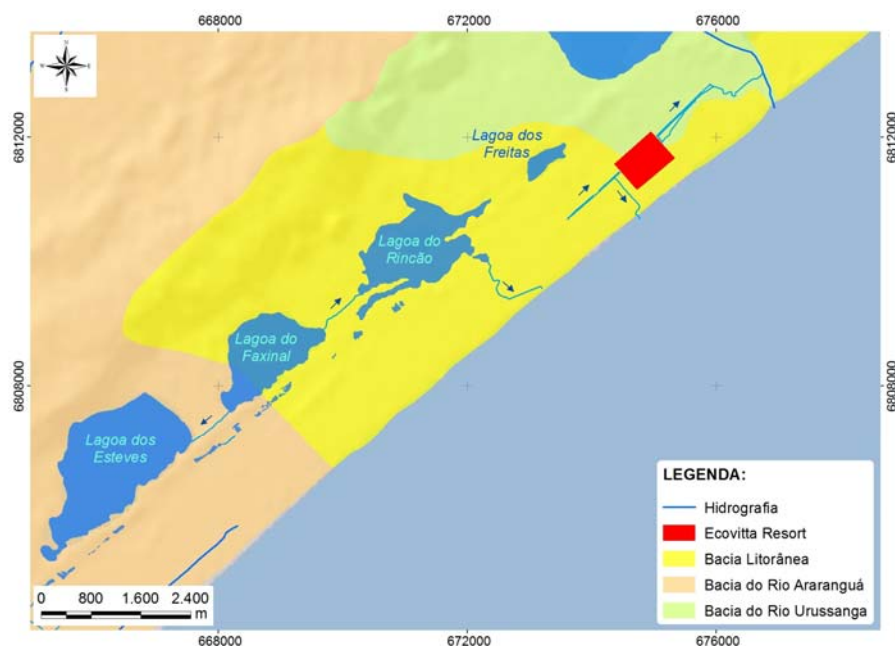 668000 672000 676000
N
6812000 6812000
Lagoa dos
Freitas
Lagoa do
Rincão
Lagoa do
Faxinal
6808000 6808000
Lagoa dos
Esteves
LEGENDA:
Hidrografia
Ecovitta Resort
Bacia Litorânea
Bacia do Rio Araranguá
Bacia do Rio Urussanga
0 800 1.600 2.400
m
668000 672000 676000